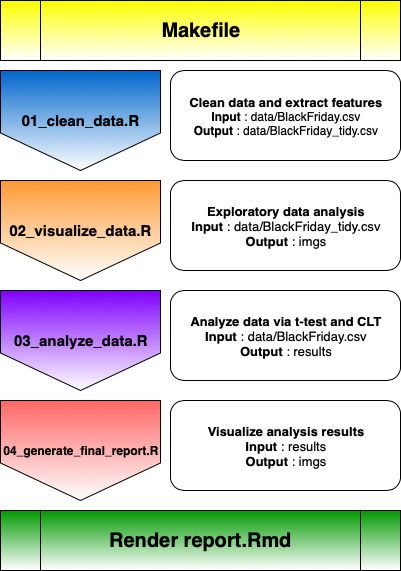 Makefile
01_clean_data.R
Clean data and extract features
Input : data/BlackFriday.csv
Output : data/BlackFriday_tidy.csv
02_visualize_data.R
Exploratory data analysis
Input : data/BlackFriday_tidy.csv
Output : imgs
03_analyze_data.R
Analyze data via t-test and CLT
Input : data/BlackFriday.csv
Output : results
04_generate_final_report.R
Visualize analysis results
Input : results
Output : imgs
Render report.Rmd